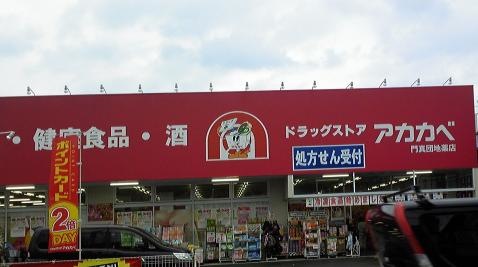 ・健康食品・酒
ドラッグストア アカカベ
門真団地薬店
処方せん受付
ポイントカード
2倍
DAY